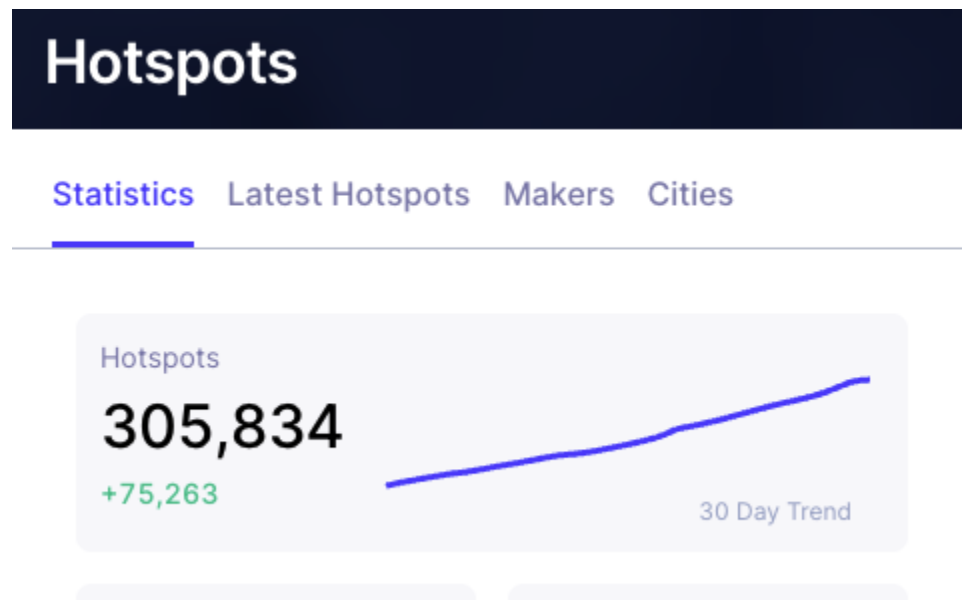 Hotspots
Statistics Latest Hotspots Makers Cities
Hotspots
305,834
+75,263
30 Day Trend